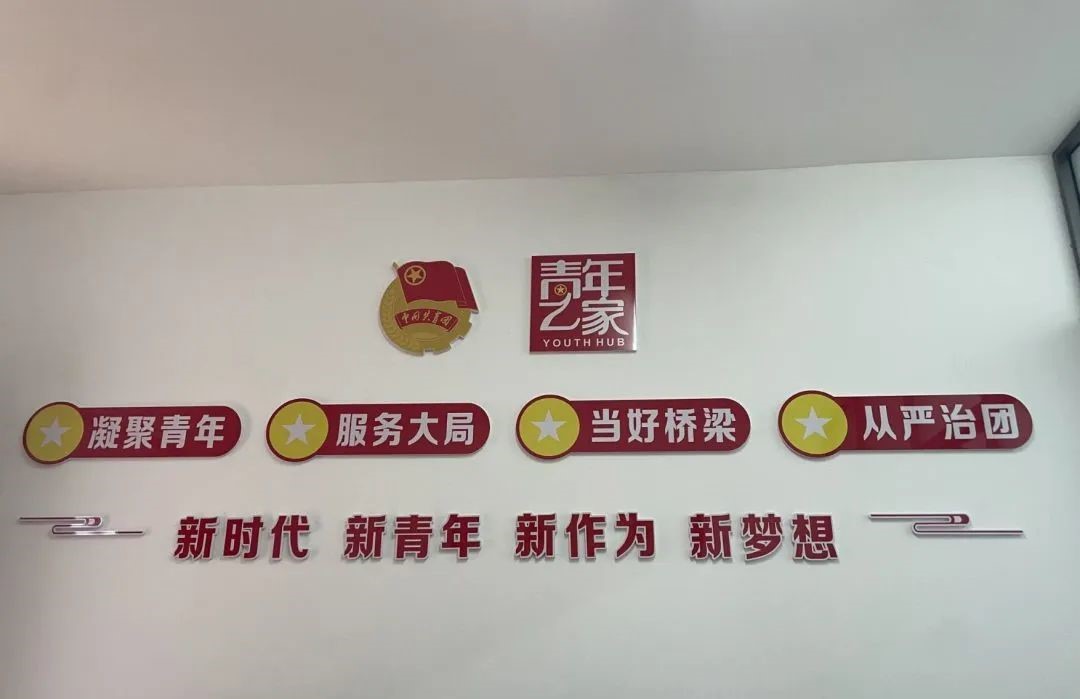 中国共青团
青年之家
YOUTH HUB
凝聚青年 服务大局 当好桥梁 从严治团
新时代 新青年 新作为 新梦想